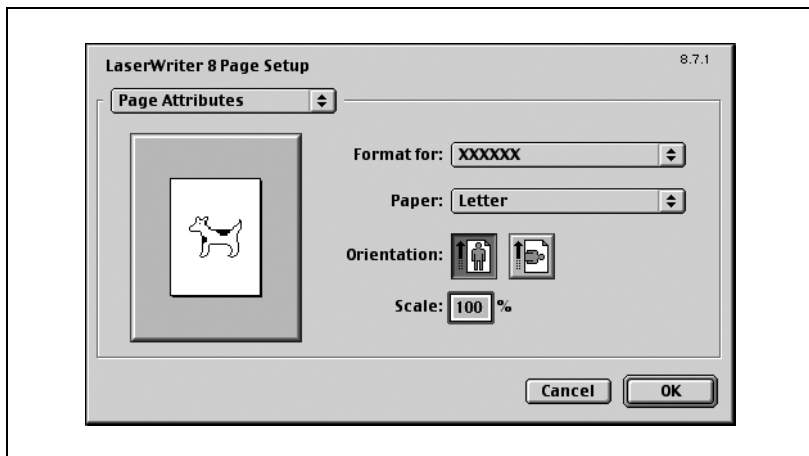 LaserWriter 8 Page Setup
8.7.1
Page Attributes
Format for: XXXXXX
Paper: Letter
Orientation:
Scale: 100 %
Cancel
OK